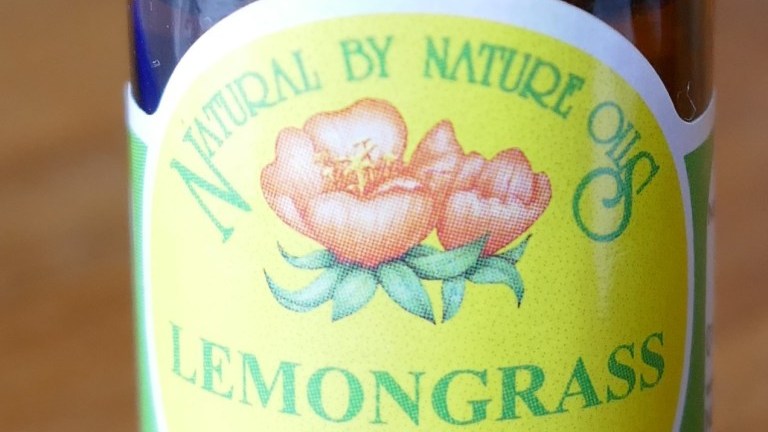 NATURAL BY NATURE OILS
LEMONGRASS